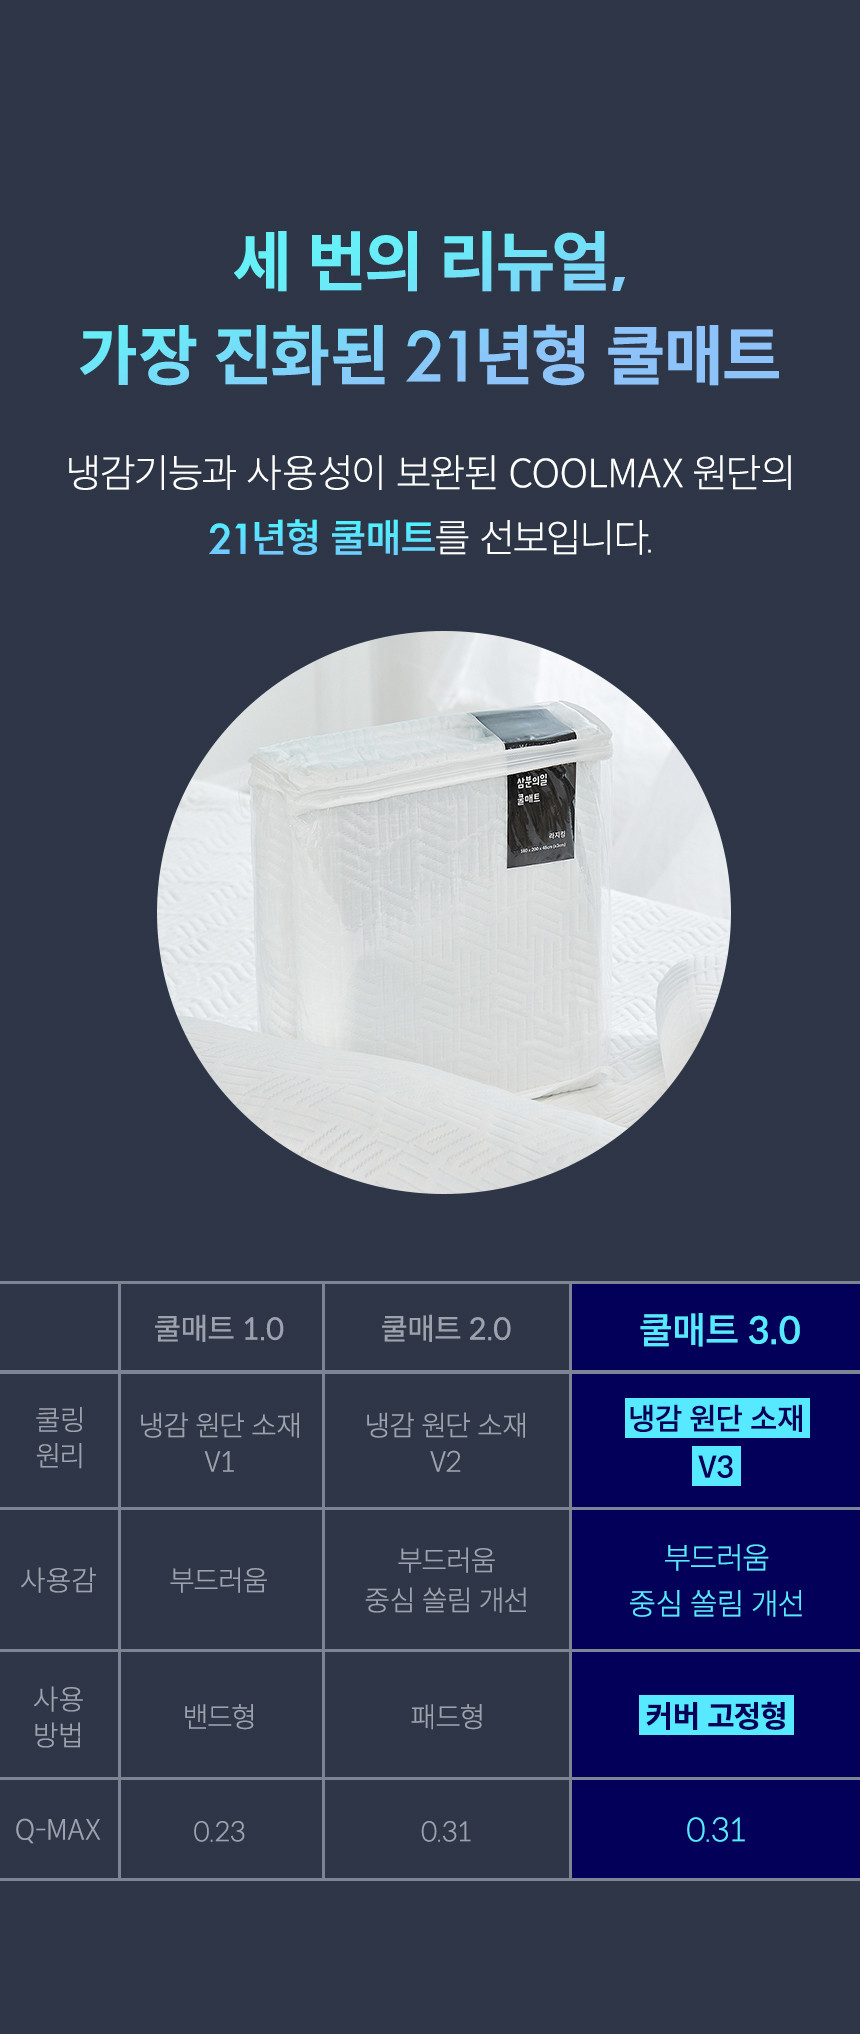 세 번의 리뉴얼,
가장 진화된 21년형 쿨매트
냉감기능과 사용성이 보완된 COOLMAX 원단의
21년형 쿨매트를 선보입니다.
삼분의일
쿨매트
라지킹
쿨매트 1.0
쿨매트 2.0
쿨매트 3.0
쿨링
원리
냉감 원단 소재
V1
냉감 원단 소재
V2
냉감 원단 소재
V3
사용감
부드러움
부드러움
중심 쏠림 개선
부드러움
중심 쏠림 개선
사용
방법
밴드형
패드형
커버 고정형
Q-MAX
0.23
0.31
0.31